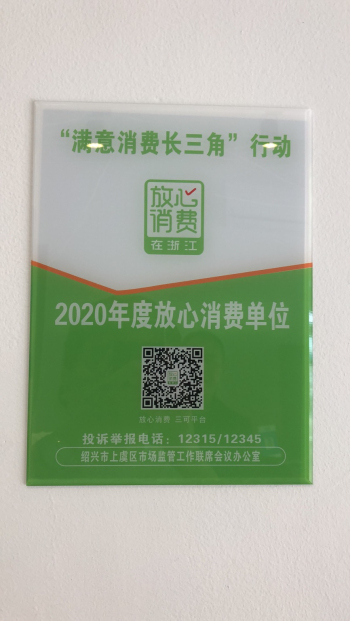 “满意消费长三角”行动
放心
消费
在浙江
2020年度放心消费单位
放心消费 三可平台
投诉举报电话：12315/12345
绍兴市上虞区市场监管工作联席会议办公室